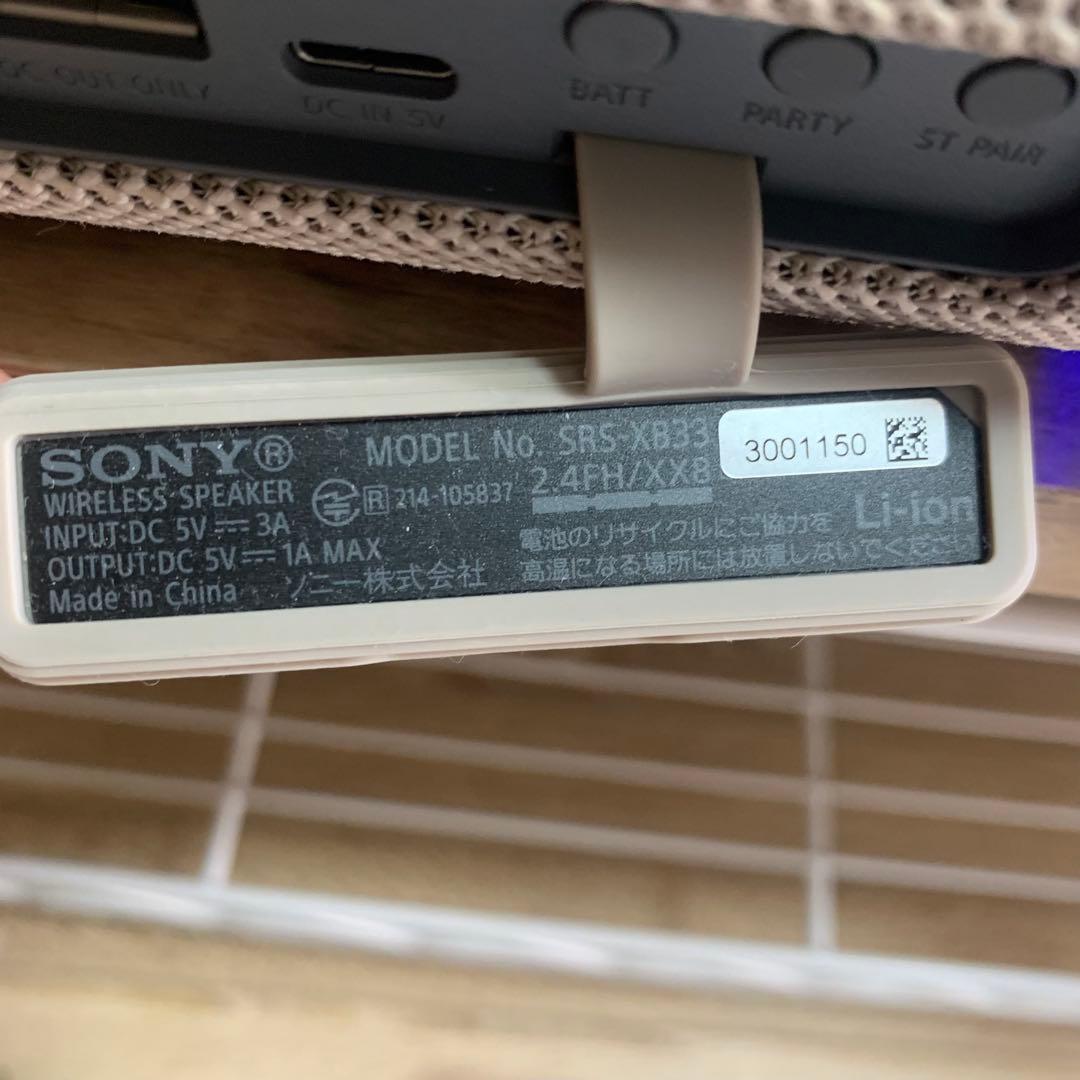 DC OUT ONLY
DC IN 5V
BATT
PARTY
ST PAIR
SONY®
WIRELESS SPEAKER
INPUT:DC 5V⎓3A
OUTPUT:DC 5V⎓1A MAX
Made in China ソニー株式会社
R 214-105837
MODEL No. SRS-XB33
2.4FH/XX8
3001150
電池のリサイクルにご協力を
高温になる場所には放置しないでください
Li-ion